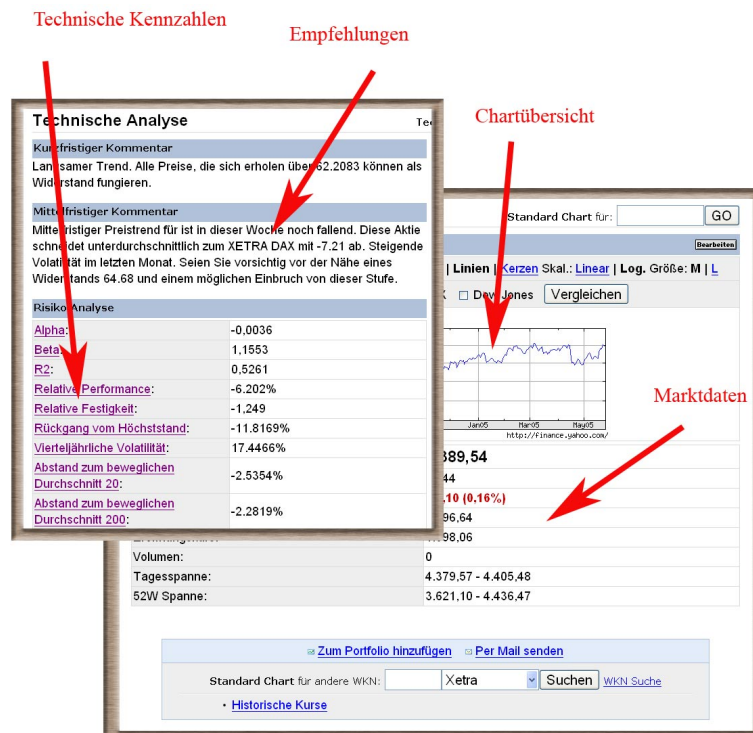 Technische Kennzahlen
Empfehlungen
Chartübersicht
Marktdaten
Technische Analyse
Kurzfristiger Kommentar
Langsamer Trend. Alle Preise, die sich erholen über 62.2083 können als
Widerstand fungieren.
Mittelfristiger Kommentar
Mittelfristiger Preistrend für ist in dieser Woche noch fallend. Diese Aktie
schneidet unterdurchschnittlich zum XETRA DAX mit -7.21 ab. Steigende
Volatilität im letzten Monat. Seien Sie vorsichtig vor der Nähe eines
Widerstands 64.68 und einem möglichen Einbruch von dieser Stufe.
Risiko Analyse
Alpha: -0,0036
Beta: 1,1553
R2: 0,5261
Relative Performance: -6.202%
Relative Festigkeit: -1,249
Rückgang vom Höchststand: -11.8169%
Vierteljährliche Volatilität: 17.4466%
Abstand zum beweglichen
Durchschnitt 20: -2.5354%
Abstand zum beweglichen
Durchschnitt 200: -2.2819%
Standard Chart für: GO
Bearbeiten
| Linien | Kerzen Skal.: Linear | Log. Größe: M | L
Dow Jones Vergleichen
Jan05 Mar05 May05
http://finance.yahoo.com/
389,54
44
,10 (0,16%)
96,64
98,06
Volumen: 0
Tagesspanne: 4.379,57 - 4.405,48
52W Spanne: 3.621,10 - 4.436,47
Zum Portfolio hinzufügen Per Mail senden
Standard Chart für andere WKN: Xetra Suchen WKN Suche
• Historische Kurse